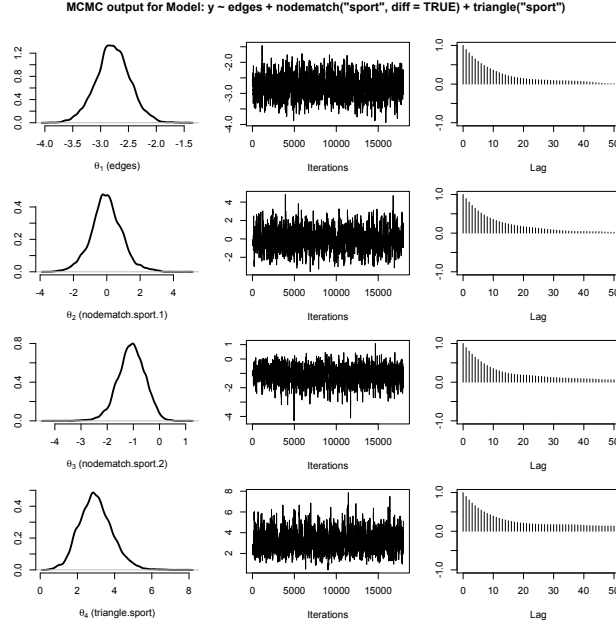 MCMC output for Model: y ~ edges + nodematch("sport", diff = TRUE) + triangle("sport")
0.0 0.4 0.8 1.2
-4.0 -3.5 -3.0 -2.5 -2.0 -1.5
θ1 (edges)
-4.0 -3.0 -2.0
0 5000 10000 15000
Iterations
-1.0 0.0 1.0
0 10 20 30 40 50
Lag
0.0 0.2 0.4
-4 -2 0 2 4
θ2 (nodematch.sport.1)
-2 0 2 4
0 5000 10000 15000
Iterations
-1.0 0.0 1.0
0 10 20 30 40 50
Lag
0.0 0.4 0.8
-4 -3 -2 -1 0 1
θ3 (nodematch.sport.2)
-4 -2 0 1
0 5000 10000 15000
Iterations
-1.0 0.0 1.0
0 10 20 30 40 50
Lag
0.0 0.2 0.4
0 2 4 6 8
θ4 (triangle.sport)
2 4 6 8
0 5000 10000 15000
Iterations
-1.0 0.0 1.0
0 10 20 30 40 50
Lag